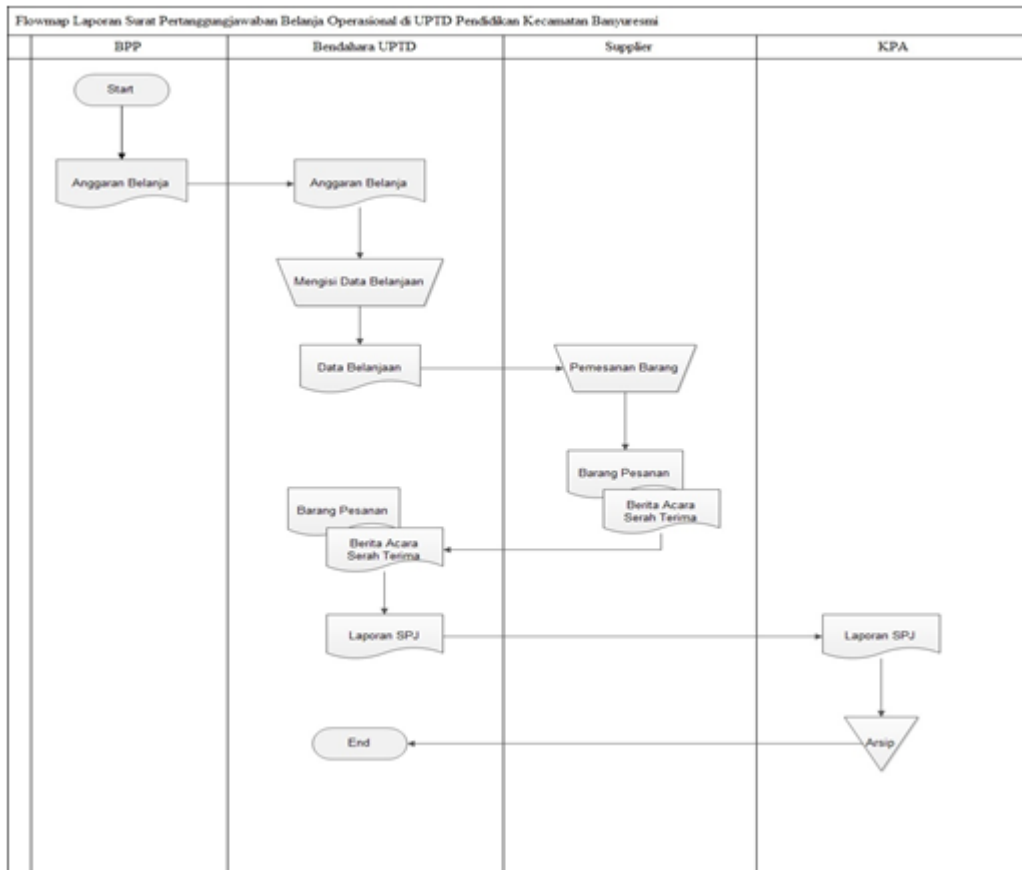 Flowmap Laporan Surat Pertanggungjawaban Belanja Operasional di UPTD Pendidikan Kecamatan Banyuresmi
BPP
Bendahara UPTD
Supplier
KPA
Start
Anggaran Belanja
Anggaran Belanja
Mengisi Data Belanjaan
Data Belanjaan
Pemesanan Barang
Barang Pesanan
Berita Acara
Serah Terima
Barang Pesanan
Berita Acara
Serah Terima
Laporan SPJ
Laporan SPJ
End
Arsip